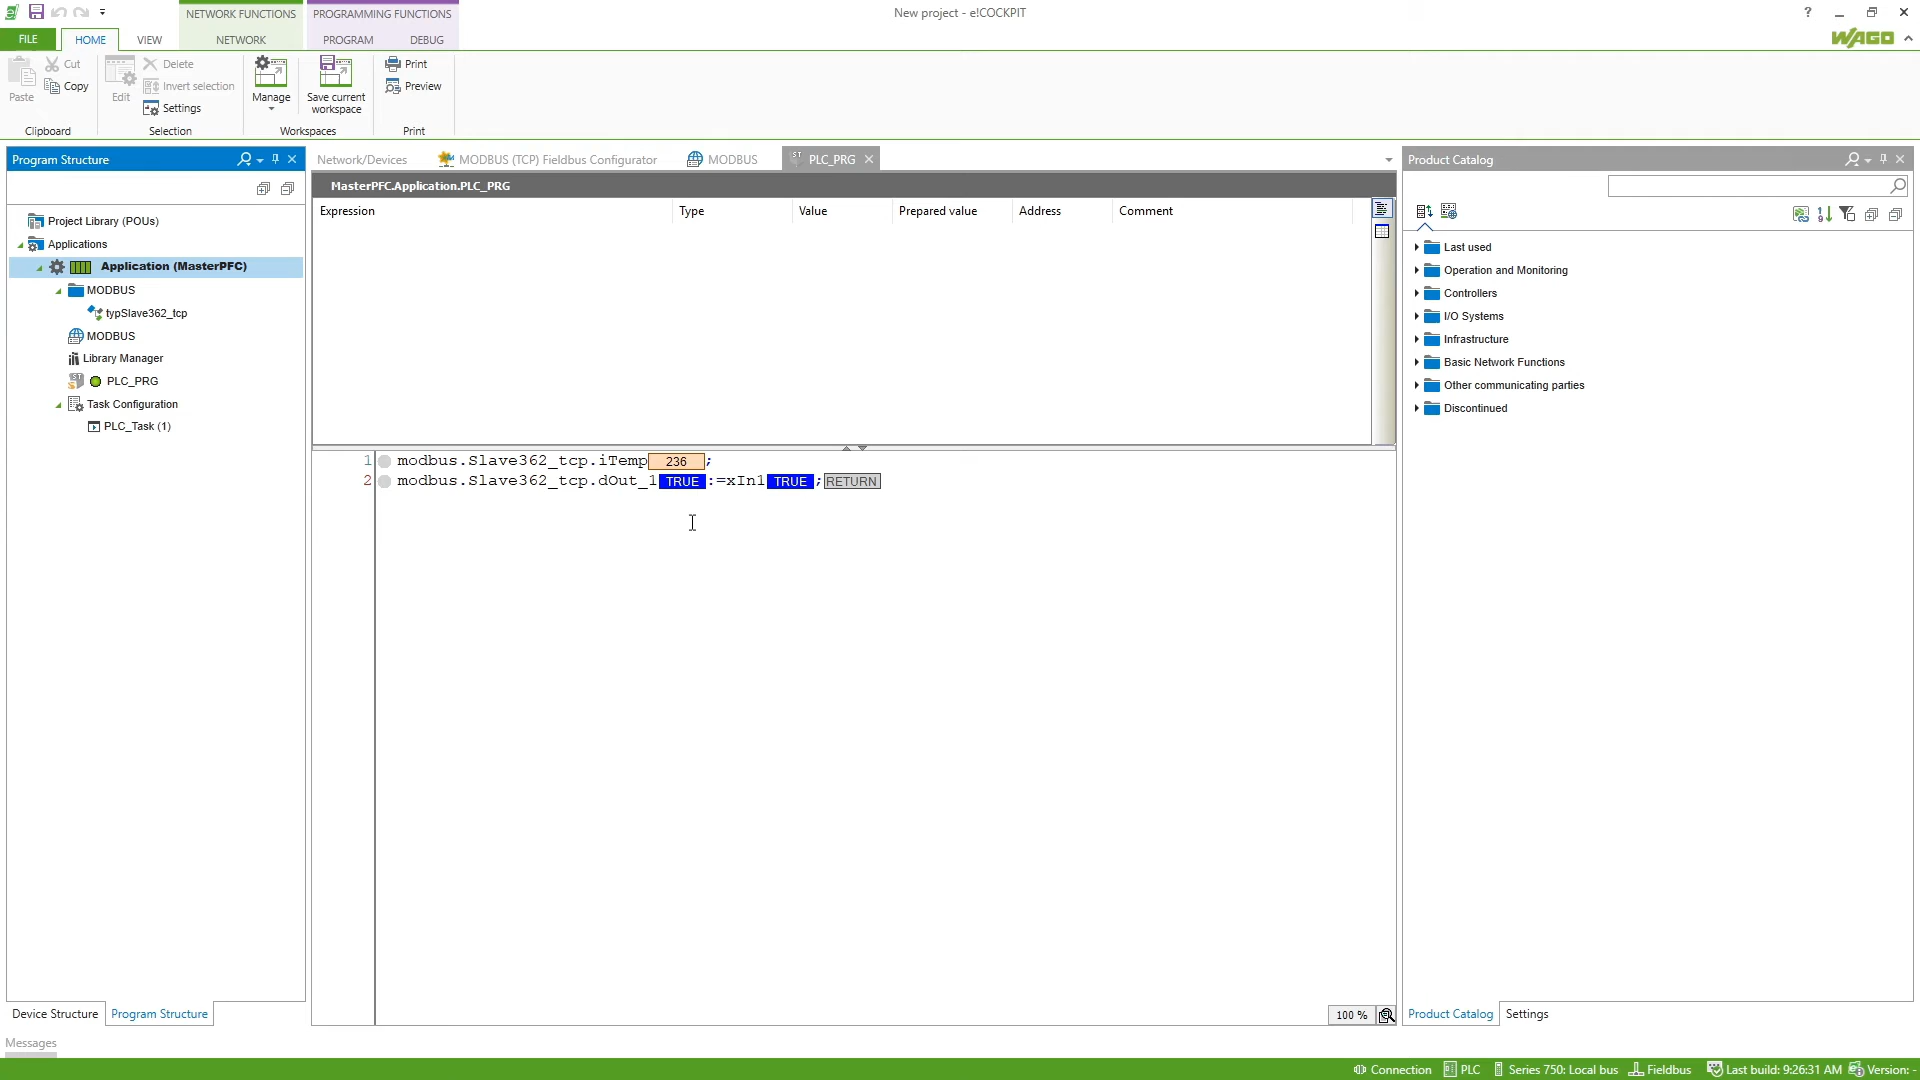 NETWORK FUNCTIONS
PROGRAMMING FUNCTIONS
New project - e!COCKPIT
FILE
HOME
VIEW
NETWORK
PROGRAM
DEBUG
WAGO
Paste
Cut
Copy
Clipboard
Edit
Delete
Invert selection
Settings
Selection
Manage
Save current
workspace
Workspaces
Print
Preview
Print
Program Structure
Project Library (POUs)
Applications
Application (MasterPFC)
MODBUS
typSlave362_tcp
MODBUS
Library Manager
PLC_PRG
Task Configuration
PLC_Task (1)
Device Structure
Program Structure
Messages
Network/Devices
MODBUS (TCP) Fieldbus Configurator
MODBUS
PLC_PRG
MasterPFC.Application.PLC_PRG
Expression Type Value Prepared value Address Comment
1 modbus.Slave362_tcp.iTemp 236 ;
2 modbus.Slave362_tcp.dOut_1 TRUE :=xIn1 TRUE ;RETURN
100 %
Product Catalog
Last used
Operation and Monitoring
Controllers
I/O Systems
Infrastructure
Basic Network Functions
Other communicating parties
Discontinued
Product Catalog
Settings
Connection PLC Series 750: Local bus Fieldbus Last build: 9:26:31 AM Version: -